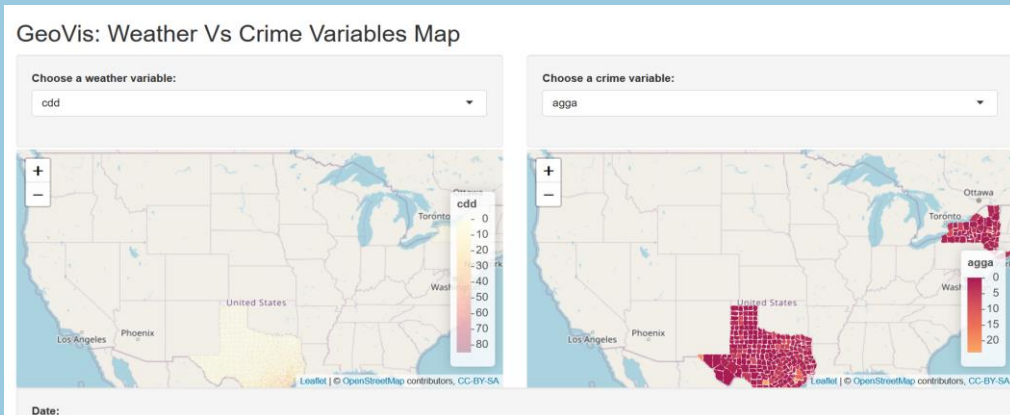 GeoVis: Weather Vs Crime Variables Map
Choose a weather variable:
cdd
Choose a crime variable:
agga
+
−
Toronto
cdd
0
10
20
30
40
50
60
70
80
United States
Los Angeles
Phoenix
Leaflet | © OpenStreetMap contributors, CC-BY-SA
+
−
Ottawa
Toronto
agga
0
5
10
15
20
United States
Los Angeles
Phoenix
Leaflet | © OpenStreetMap contributors, CC-BY-SA
Date: